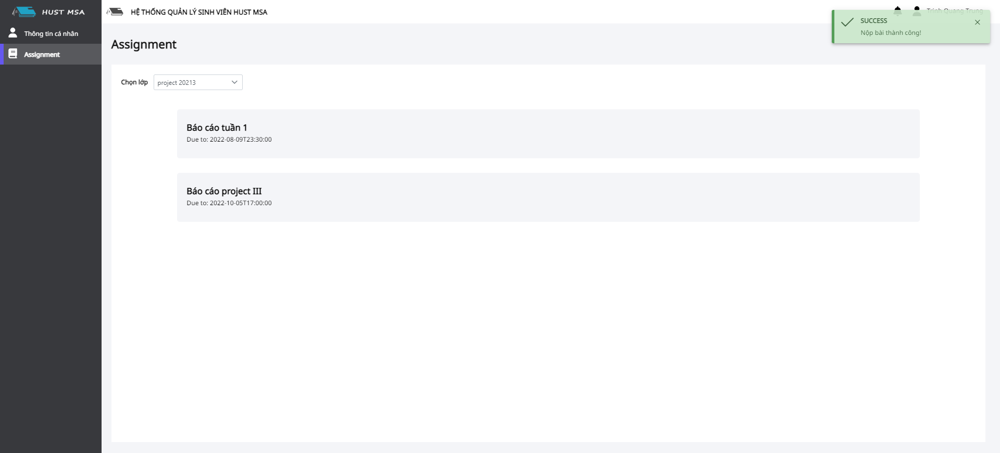 HUST MSA
Thông tin cá nhân
Assignment
HỆ THỐNG QUẢN LÝ SINH VIÊN HUST MSA
Trinh Quang Trung
SUCCESS
Nộp bài thành công!
Assignment
Chọn lớp
project 20213
Báo cáo tuần 1
Due to: 2022-08-09T23:30:00
Báo cáo project III
Due to: 2022-10-05T17:00:00